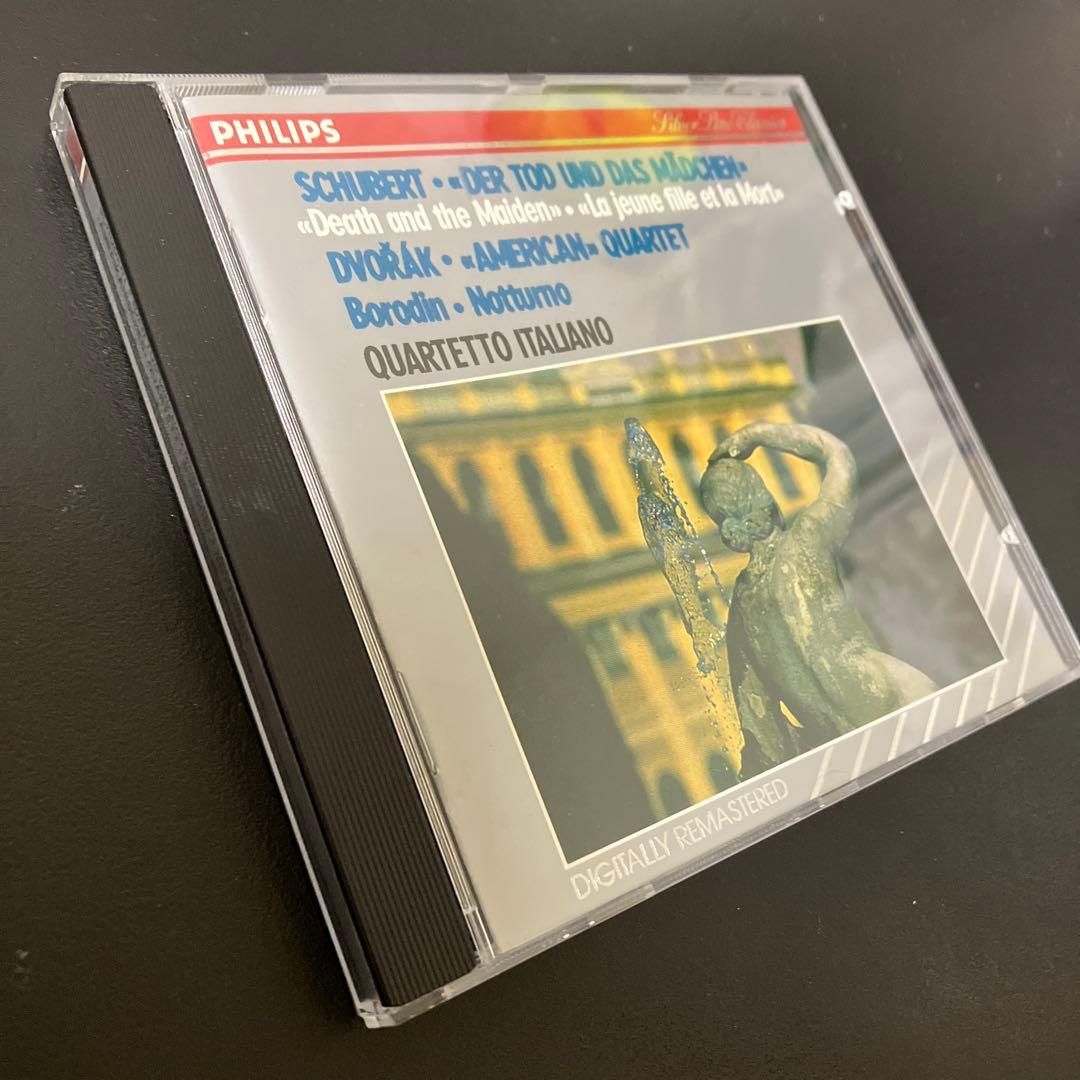 PHILIPS
Silver Line Classics
SCHUBERT • «DER TOD UND DAS MÄDCHEN»
«Death and the Maiden» • «La jeune fille et la Mort»
DVOŘÁK • «AMERICAN» QUARTET
Borodin • Notturno
QUARTETTO ITALIANO
DIGITALLY REMASTERED